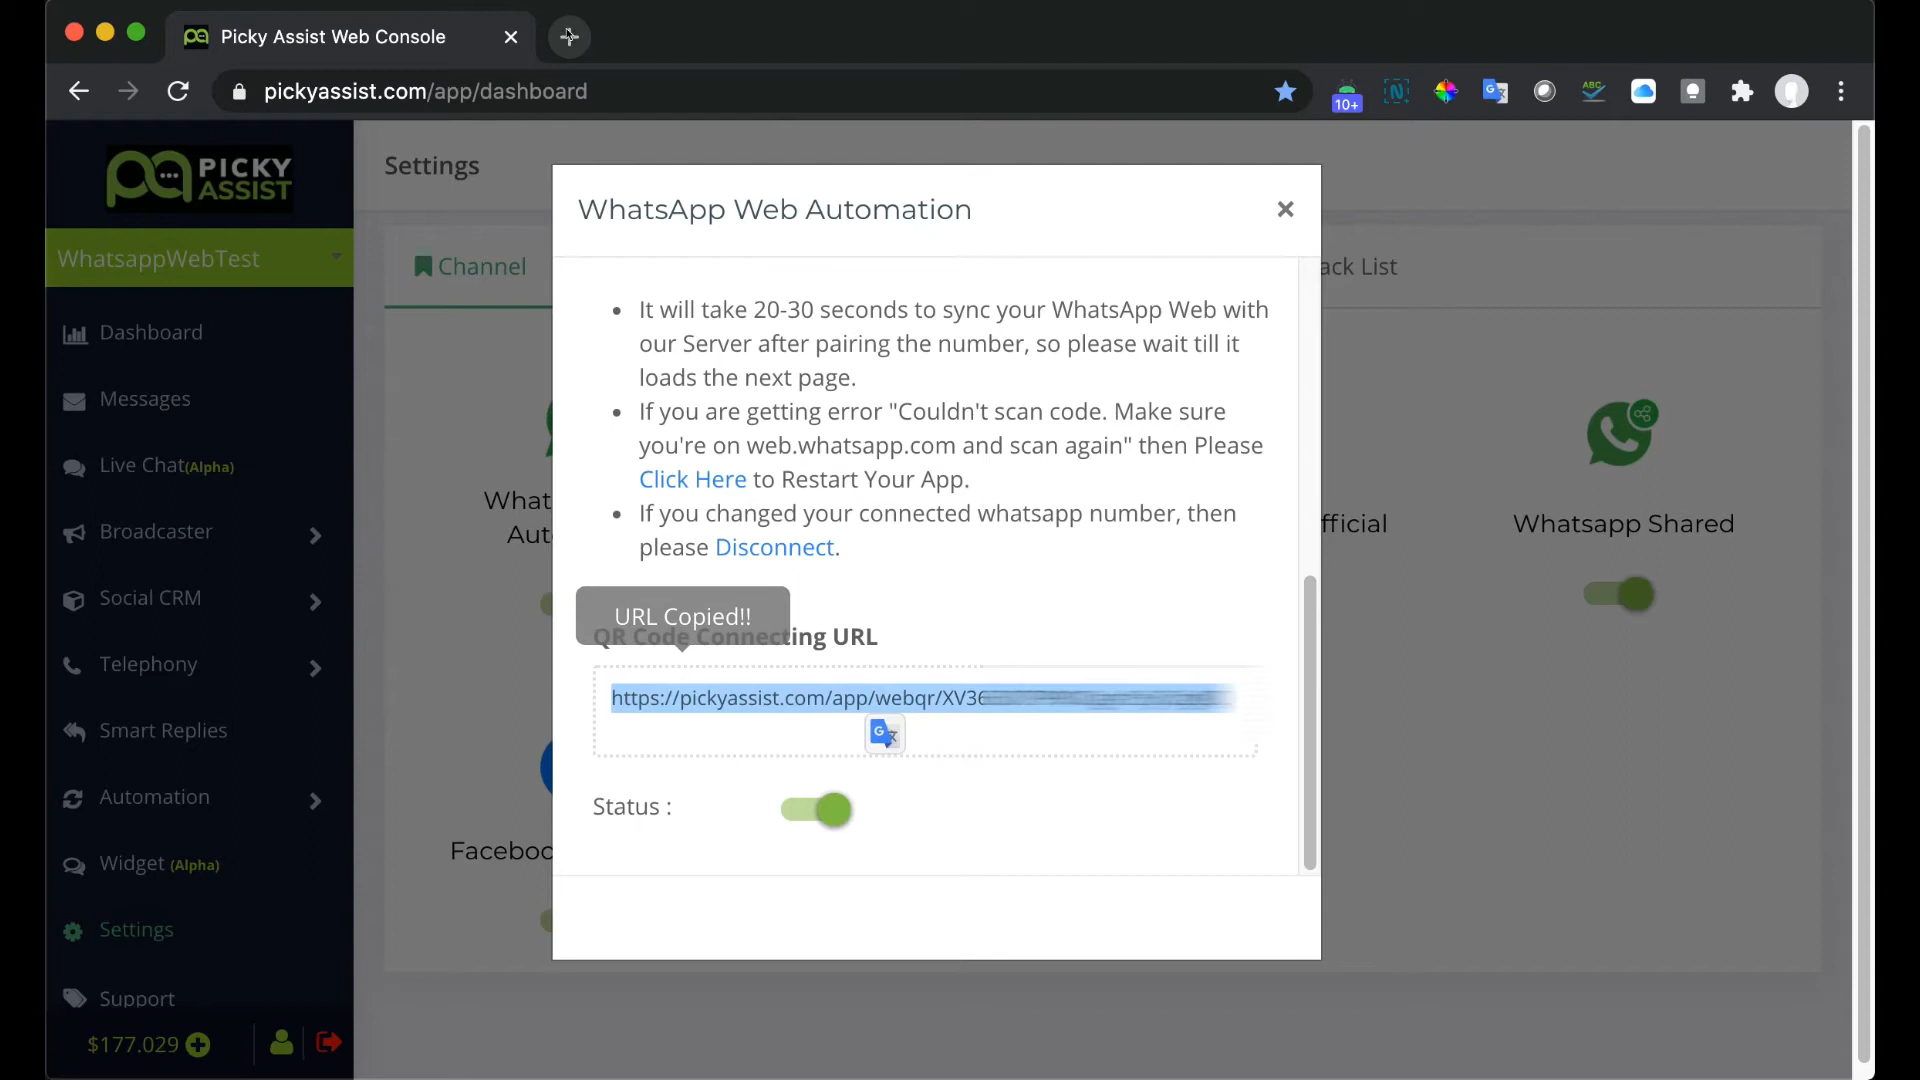 Picky Assist Web Console
pickyassist.com/app/dashboard
10+
ABC
PICKY
ASSIST
WhatsappWebTest
Dashboard
Messages
Live Chat(Alpha)
Broadcaster
Social CRM
Telephony
Smart Replies
Automation
Widget (Alpha)
Settings
Support
$177.029
Settings
Channel
ack List
What
Aut
fficial
Whatsapp Shared
Faceboo
WhatsApp Web Automation
It will take 20-30 seconds to sync your WhatsApp Web with
our Server after pairing the number, so please wait till it
loads the next page.
If you are getting error "Couldn't scan code. Make sure
you're on web.whatsapp.com and scan again" then Please
Click Here to Restart Your App.
If you changed your connected whatsapp number, then
please Disconnect.
URL Copied!!
QR Code Connecting URL
https://pickyassist.com/app/webqr/XV36
Status :